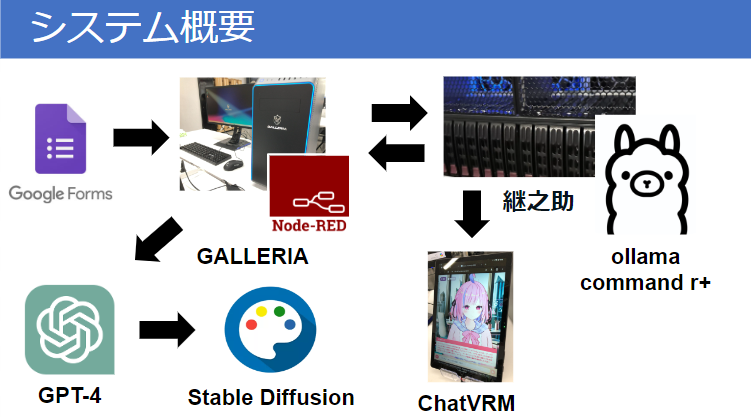 システム概要
Google Forms
GALLERIA
Node-RED
GALLERIA
継之助
ollama
command r+
GPT-4
Stable Diffusion
ChatVRM